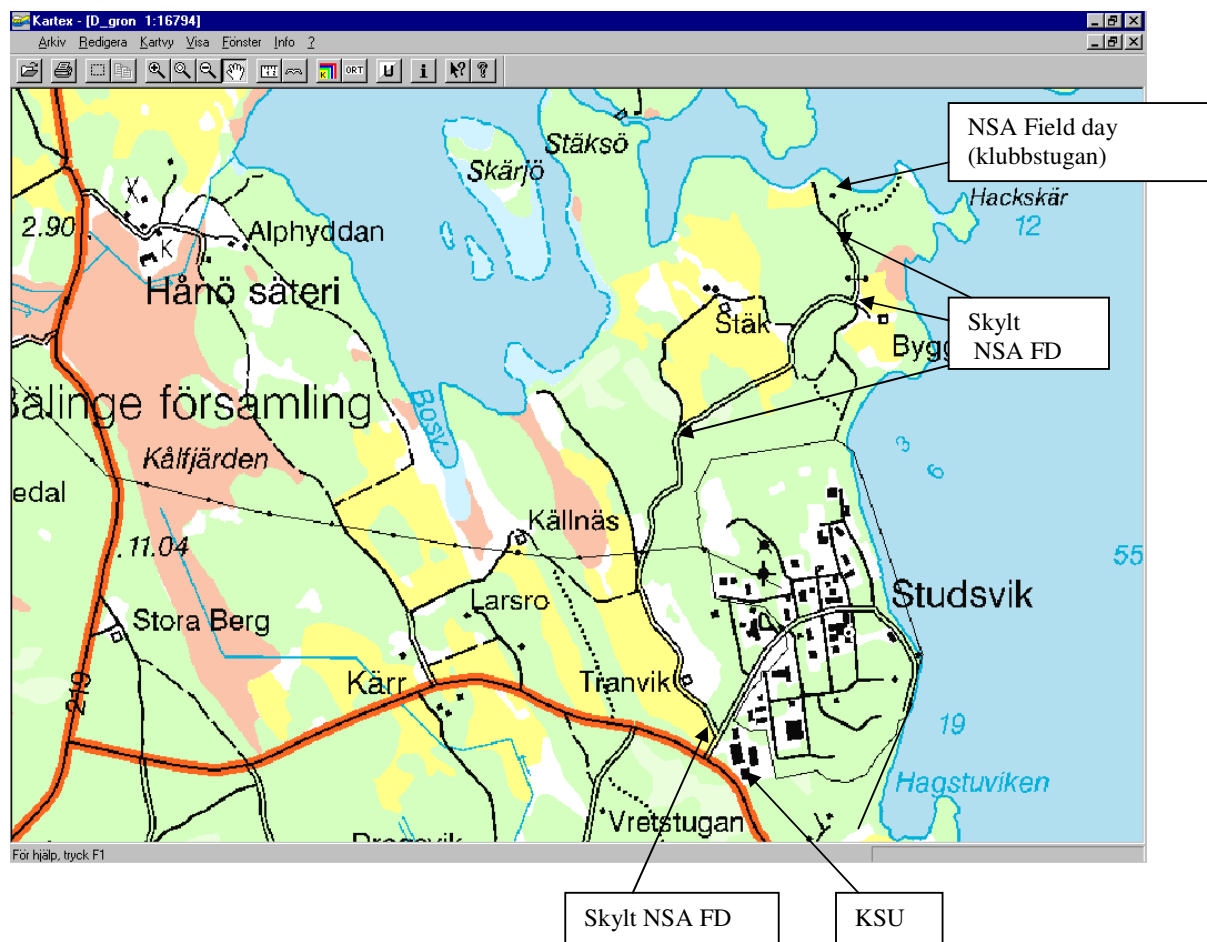 Kartex - [D_gron 1:16794]
Arkiv Redigera Kartvy Visa Fönster Info ?
K ORT U i ? ?
NSA Field day
(klubbstugan)
Stäksö
Skärjö
Hackskär
12
2.90
Alphyddan
K
Hånö säteri
Stäk
Skylt
NSA FD
Bygg
Bälinge församling
Bosv.
3
6
Kålfjärden
edal
Källnäs
11.04
55
Larsro
Studsvik
Stora Berg
Kärr
Tranvik
219
19
Hagstuviken
Vretstugan
För hjälp, tryck F1
Skylt NSA FD
KSU